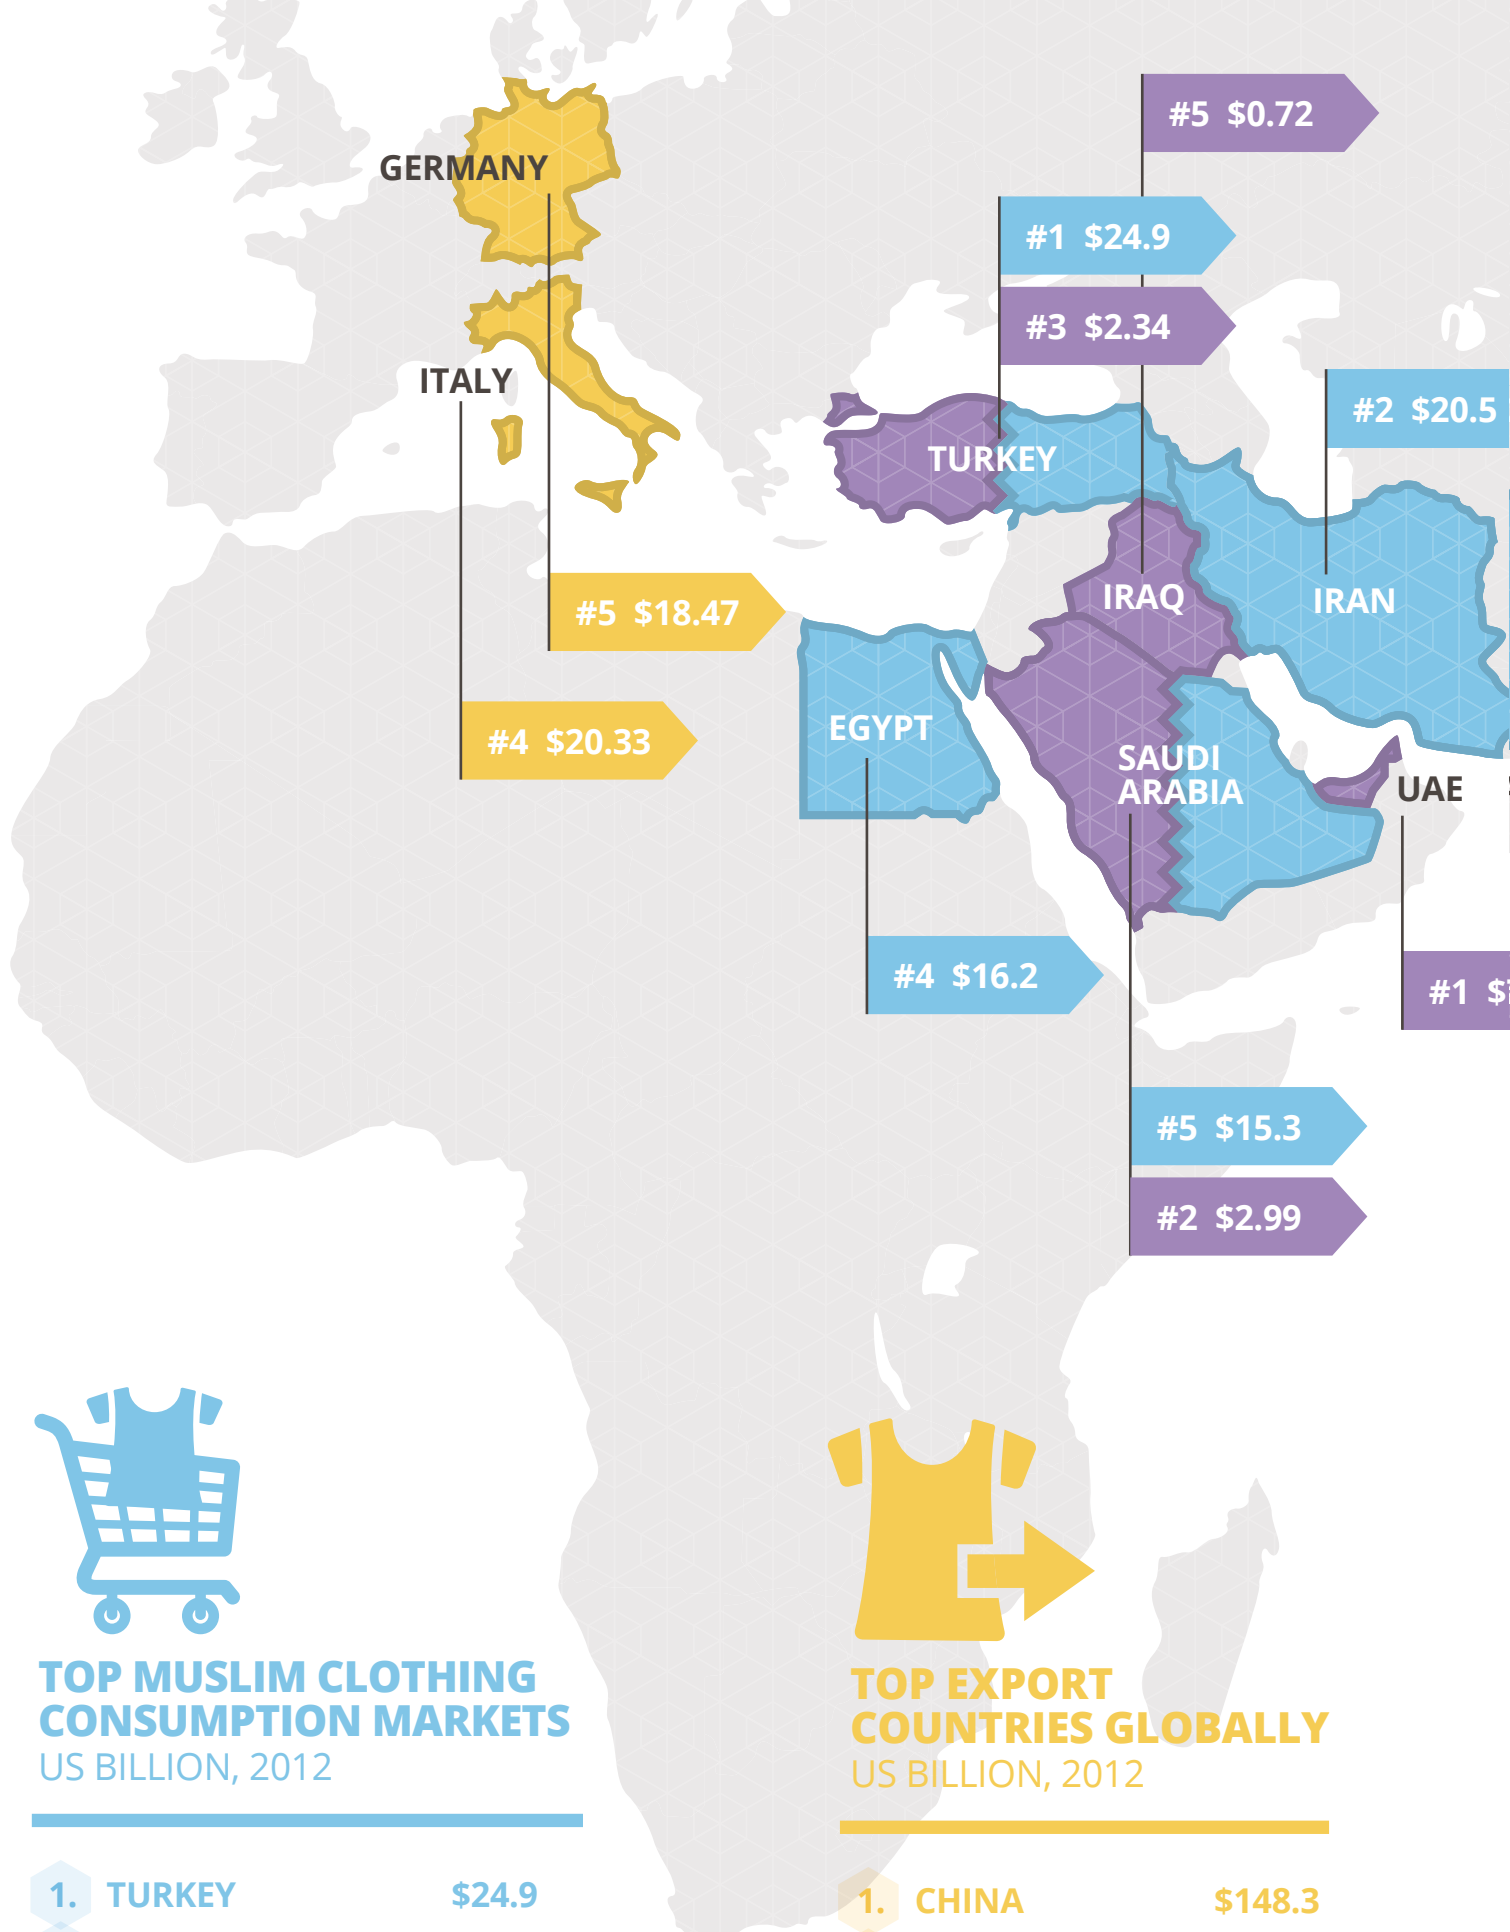 #5 $0.72
GERMANY
#1 $24.9
#3 $2.34
ITALY
#2 $20.5
TURKEY
IRAQ
IRAN
#5 $18.47
EGYPT
#4 $20.33
SAUDI
ARABIA
UAE
#4 $16.2
#1
#5 $15.3
#2 $2.99
TOP MUSLIM CLOTHING
CONSUMPTION MARKETS
US BILLION, 2012
1. TURKEY $24.9
TOP EXPORT
COUNTRIES GLOBALLY
US BILLION, 2012
1. CHINA $148.3